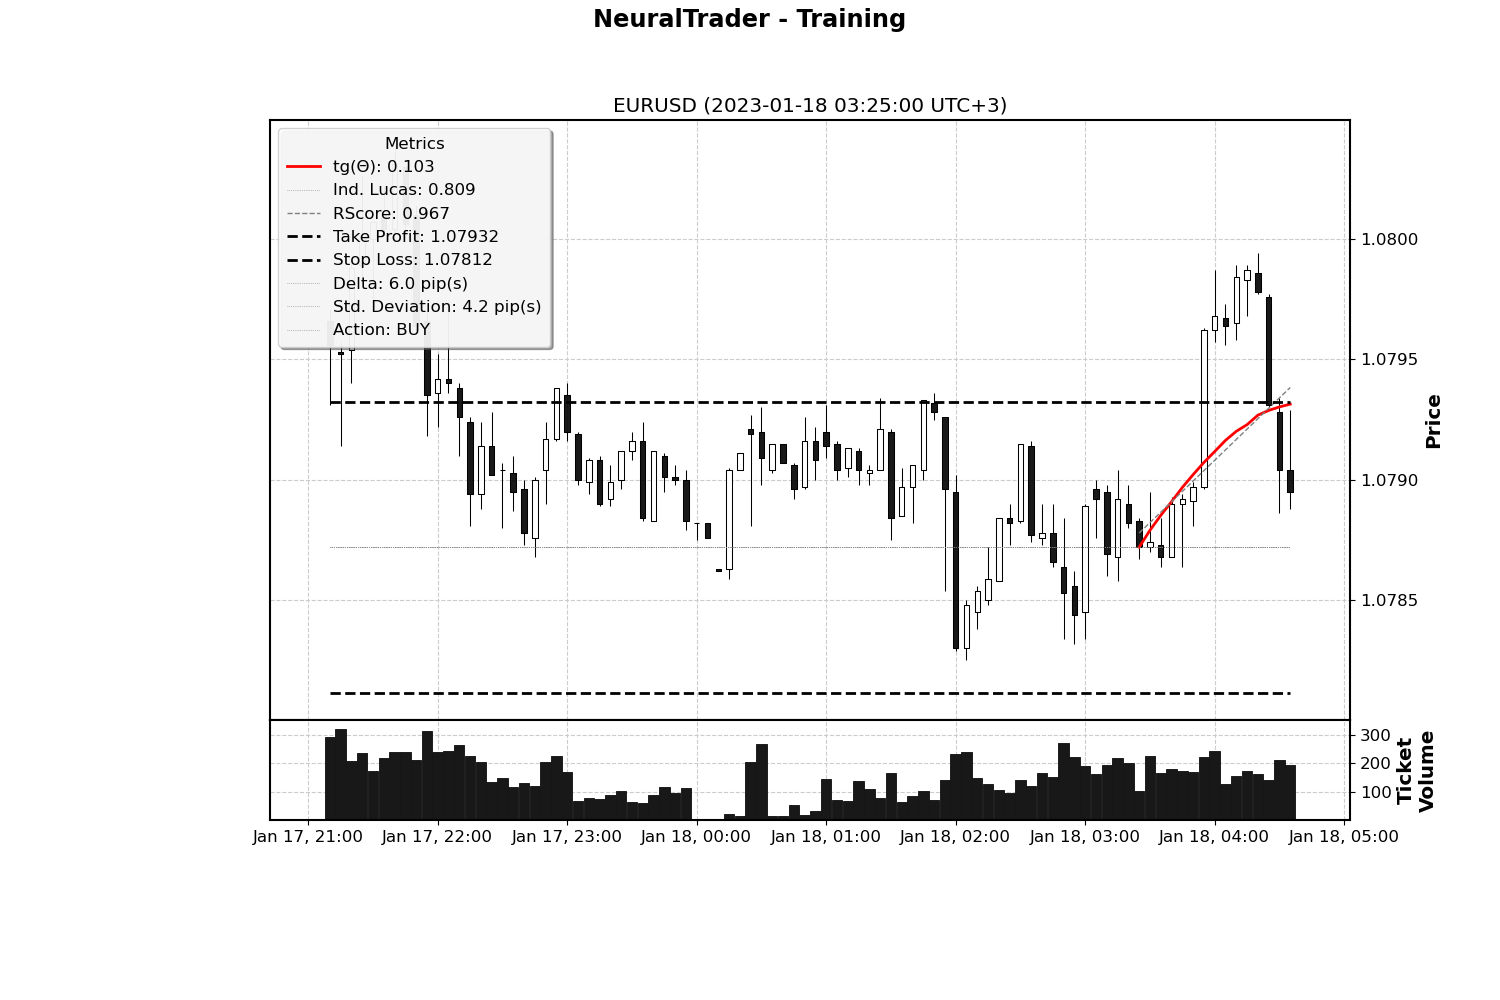 NeuralTrader - Training
EURUSD (2023-01-18 03:25:00 UTC+3)
Metrics
tg(Θ): 0.103
Ind. Lucas: 0.809
RScore: 0.967
Take Profit: 1.07932
Stop Loss: 1.07812
Delta: 6.0 pip(s)
Std. Deviation: 4.2 pip(s)
Action: BUY
1.0800
1.0795
1.0790
1.0785
Price
300
200
100
Ticket
Volume
Jan 17, 21:00 Jan 17, 22:00 Jan 17, 23:00 Jan 18, 00:00 Jan 18, 01:00 Jan 18, 02:00 Jan 18, 03:00 Jan 18, 04:00 Jan 18, 05:00